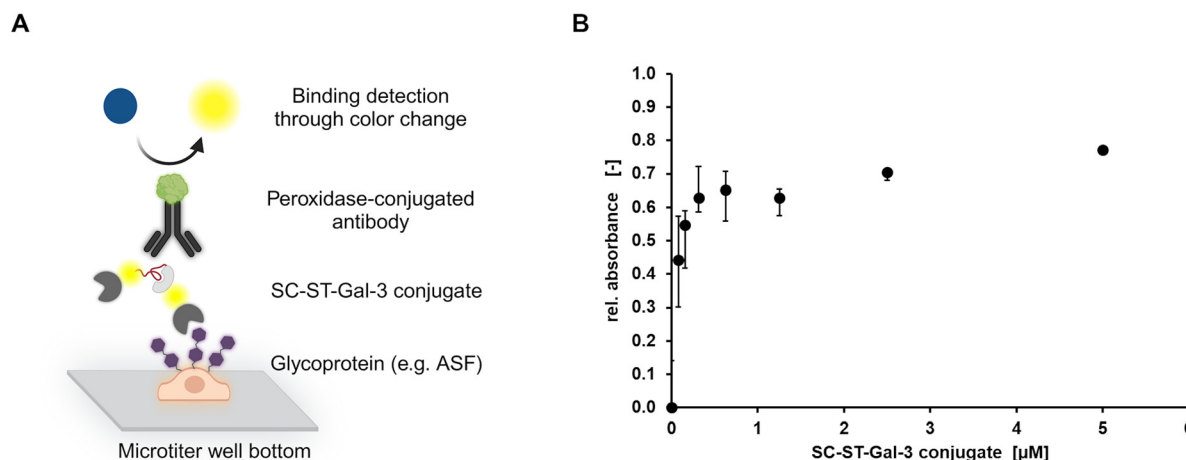 A
Binding detection
through color change
Peroxidase-conjugated
antibody
SC-ST-Gal-3 conjugate
Glycoprotein (e.g. ASF)
Microtiter well bottom
B
rel. absorbance [-]
1.0
0.9
0.8
0.7
0.6
0.5
0.4
0.3
0.2
0.1
0.0
0 1 2 3 4 5 6
SC-ST-Gal-3 conjugate [µM]